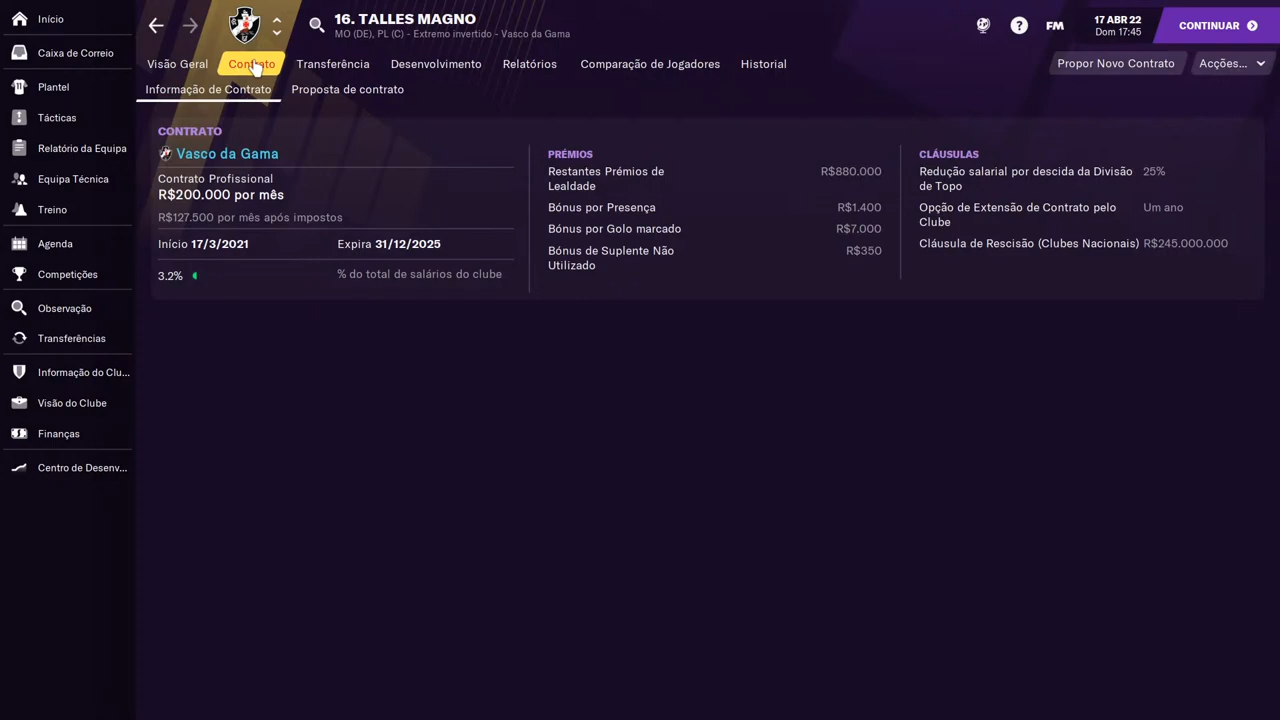 Início
Caixa de Correio
Plantel
Tácticas
Relatório da Equipa
Equipa Técnica
Treino
Agenda
Competições
Observação
Transferências
Informação do Clu...
Visão do Clube
Finanças
Centro de Desenv...
16. TALLES MAGNO
MO (DE), PL (C) - Extremo invertido - Vasco da Gama
FM
17 ABR 22
Dom 17:45
CONTINUAR
Visão Geral
Contrato
Transferência
Desenvolvimento
Relatórios
Comparação de Jogadores
Historial
Propor Novo Contrato
Acções...
Informação de Contrato
Proposta de contrato
CONTRATO
Vasco da Gama
Contrato Profissional
R$200.000 por mês
R$127.500 por mês após impostos
Início 17/3/2021
Expira 31/12/2025
3.2%
% do total de salários do clube
PRÉMIOS
Restantes Prémios de R$880.000
Lealdade
Bónus por Presença R$1.400
Bónus por Golo marcado R$7.000
Bónus de Suplente Não R$350
Utilizado
CLÁUSULAS
Redução salarial por descida da Divisão 25%
de Topo
Opção de Extensão de Contrato pelo Um ano
Clube
Cláusula de Rescisão (Clubes Nacionais) R$245.000.000